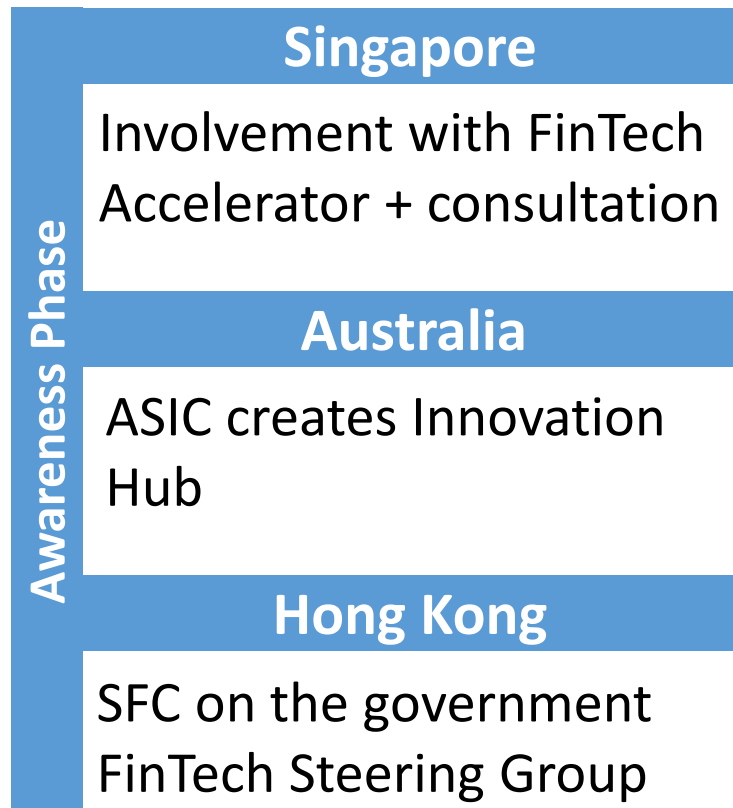 Awareness Phase
Singapore
Involvement with FinTech
Accelerator + consultation
Australia
ASIC creates Innovation
Hub
Hong Kong
SFC on the government
FinTech Steering Group